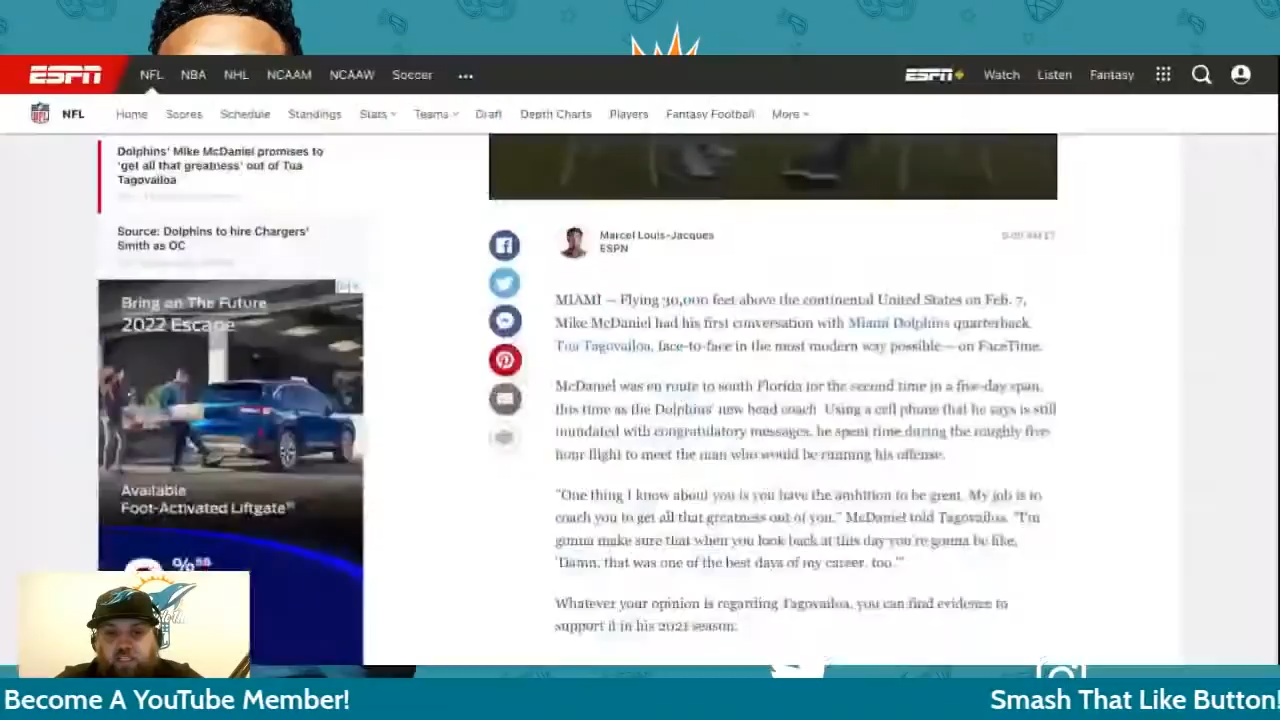 ESPN
NFL NBA NHL NCAAM NCAAW Soccer •••
ESPN+ Watch Listen Fantasy
NFL Home Scores Schedule Standings Stats Teams Draft Depth Charts Players Fantasy Football More
Dolphins' Mike McDaniel promises to
'get all that greatness' out of Tua
Tagovailoa
Source: Dolphins to hire Chargers'
Smith as OC
Bring on The Future
2022 Escape
Available
Foot-Activated Liftgate
Marcel Louis-Jacques
ESPN
MIAMI — Flying 30,000 feet above the continental United States on Feb. 7,
Mike McDaniel had his first conversation with Miami Dolphins quarterback
Tua Tagovailoa, face-to-face in the most modern way possible — on FaceTime.
McDaniel was en route to south Florida for the second time in a five-day span,
this time as the Dolphins' new head coach. Using a cell phone that he says is still
inundated with congratulatory messages, he spent time during the roughly five-
hour flight to meet the man who would be running his offense.
"One thing I know about you is you have the ambition to be great. My job is to
coach you to get all that greatness out of you," McDaniel told Tagovailoa. "I'm
gonna make sure that when you look back at this day you're gonna be like,
'Damn, that was one of the best days of my career, too.'"
Whatever your opinion is regarding Tagovailoa, you can find evidence to
support it in his 2021 season:
Become A YouTube Member!
Smash That Like Button!